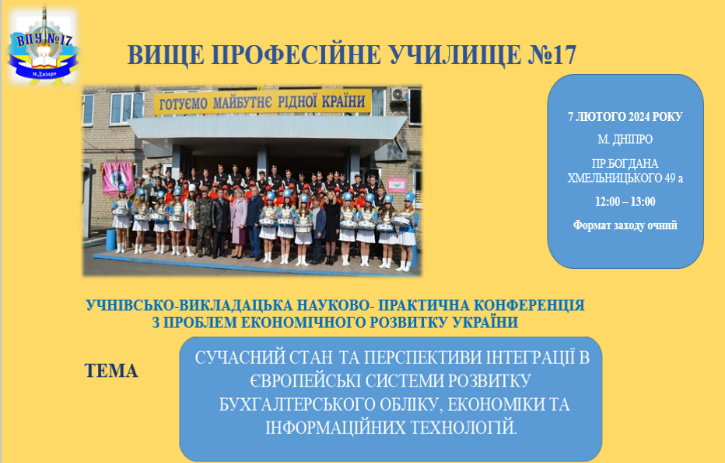 ВПУ №17
м.Дніпро
ВИЩЕ ПРОФЕСІЙНЕ УЧИЛИЩЕ №17
ГОТУЄМО МАЙБУТНЄ РІДНОЇ КРАЇНИ
7 ЛЮТОГО 2024 РОКУ
М. ДНІПРО
ПР.БОГДАНА
ХМЕЛЬНИЦЬКОГО 49 а
12:00 – 13:00
Формат заходу очний
УЧНІВСЬКО-ВИКЛАДАЦЬКА НАУКОВО- ПРАКТИЧНА КОНФЕРЕНЦІЯ
З ПРОБЛЕМ ЕКОНОМІЧНОГО РОЗВИТКУ УКРАЇНИ
ТЕМА
СУЧАСНИЙ СТАН ТА ПЕРСПЕКТИВИ ІНТЕГРАЦІЇ В
ЄВРОПЕЙСЬКІ СИСТЕМИ РОЗВИТКУ
БУХГАЛТЕРСЬКОГО ОБЛІКУ, ЕКОНОМІКИ ТА
ІНФОРМАЦІЙНИХ ТЕХНОЛОГІЙ.